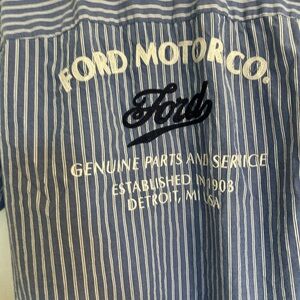 FORD MOTOR CO.
Ford
GENUINE PARTS AND SERVICE
ESTABLISHED IN 1903
DETROIT, MI USA